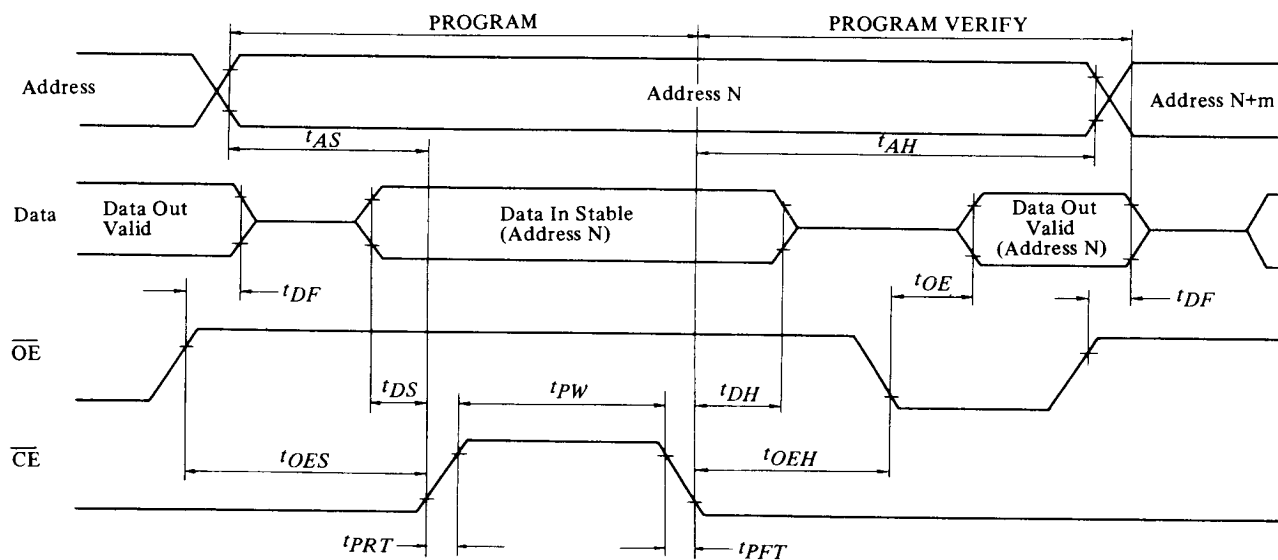 PROGRAM
PROGRAM VERIFY
Address
Address N
Address N+m
tAS
tAH
Data
Data Out
Valid
Data In Stable
(Address N)
Data Out
Valid
(Address N)
tDF
tOE
tDF
OE
tDS
tPW
tDH
CE
tOES
tOEH
tPRT
tPFT